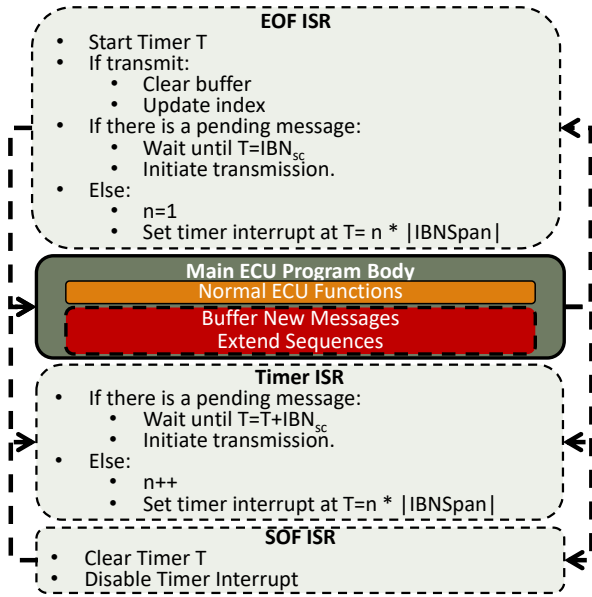 EOF ISR
• Start Timer T
• If transmit:
• Clear buffer
• Update index
• If there is a pending message:
• Wait until T=IBNsc
• Initiate transmission.
• Else:
• n=1
• Set timer interrupt at T= n * |IBNSpan|
Main ECU Program Body
Normal ECU Functions
Buffer New Messages
Extend Sequences
Timer ISR
• If there is a pending message:
• Wait until T=T+IBNsc
• Initiate transmission.
• Else:
• n++
• Set timer interrupt at T=n * |IBNSpan|
SOF ISR
• Clear Timer T
• Disable Timer Interrupt